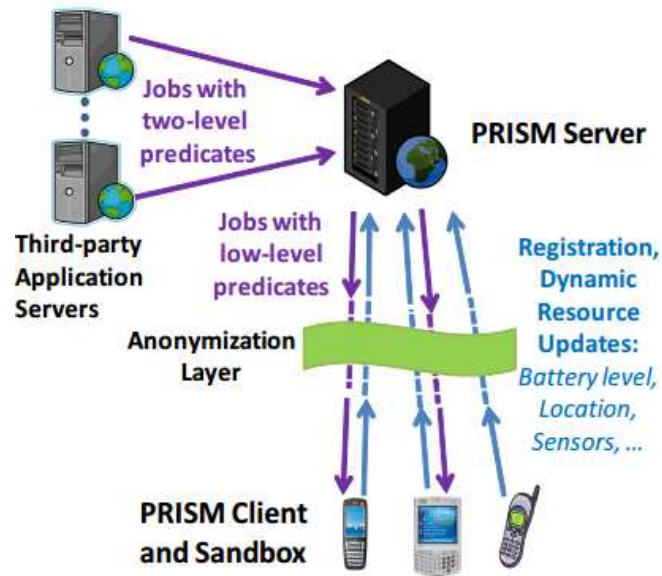 Jobs with
two-level
predicates
PRISM Server
Third-party
Application
Servers
Jobs with
low-level
predicates
Registration,
Dynamic
Resource
Updates:
Battery level,
Location,
Sensors, ...
Anonymization
Layer
PRISM Client
and Sandbox